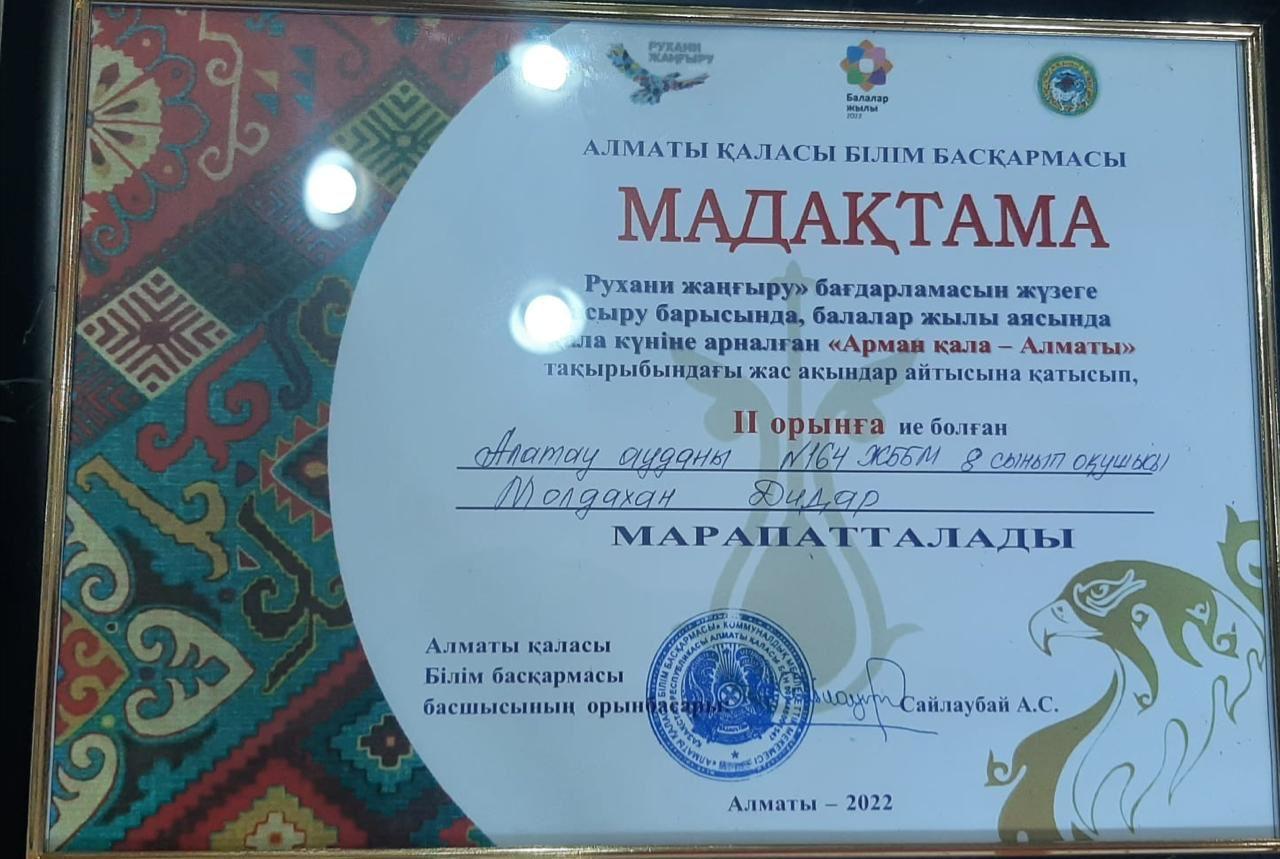 РУХАНИ
ЖАҢҒЫРУ
Балалар
жылы
2022
АЛМАТЫ ҚАЛАСЫ БІЛІМ БАСҚАРМАСЫ
МАДАҚТАМА
Рухани жаңғыру» бағдарламасын жүзеге
сыру барысында, балалар жылы аясында
ала күніне арналған «Арман қала – Алматы»
тақырыбындағы жас ақындар айтысына қатысып,
II орынға ие болған
Алатау ауданы N164 ЖББМ 8 сынып оқушысы
Молдахан Дидар
МАРАПАТТАЛАДЫ
Алматы қаласы
Білім басқармасы
басшысының орынбасары Сайлаубай А.С.
Алматы – 2022